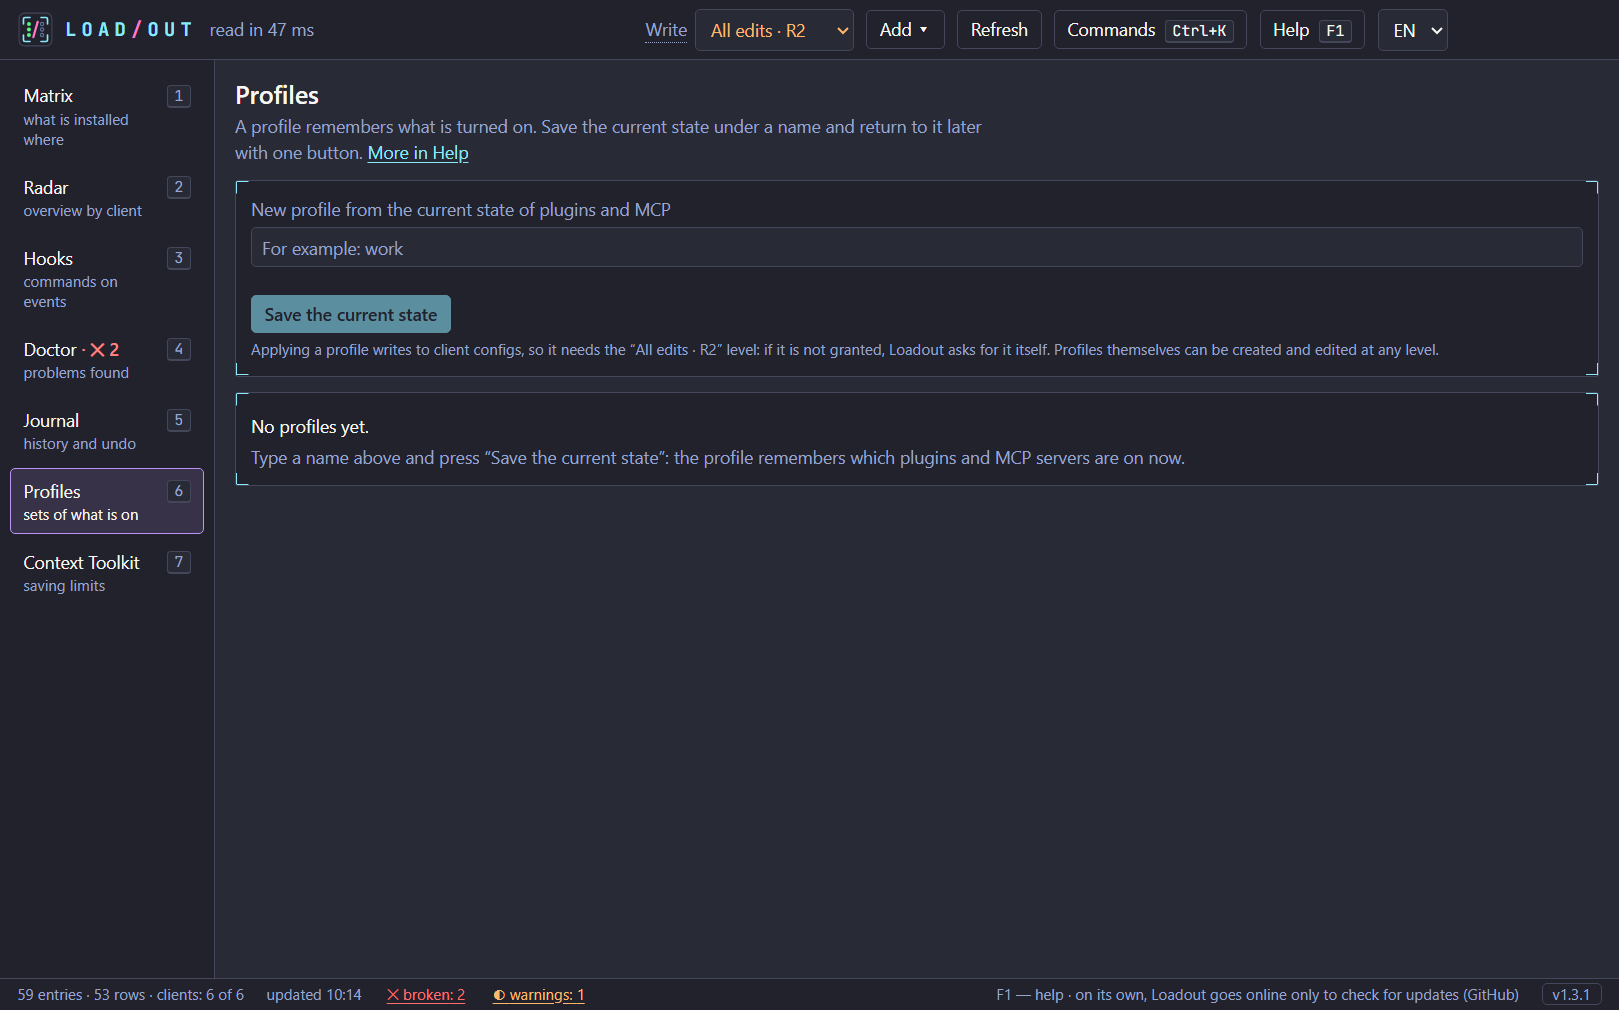 LOAD/OUT read in 47 ms Write All edits · R2 Add Refresh Commands Ctrl+K Help F1 EN
Matrix 1
what is installed
where
Radar 2
overview by client
Hooks 3
commands on
events
Doctor · ✕ 2 4
problems found
Journal 5
history and undo
Profiles 6
sets of what is on
Context Toolkit 7
saving limits
Profiles
A profile remembers what is turned on. Save the current state under a name and return to it later
with one button. More in Help
New profile from the current state of plugins and MCP
For example: work
Save the current state
Applying a profile writes to client configs, so it needs the “All edits · R2” level: if it is not granted, Loadout asks for it itself. Profiles themselves can be created and edited at any level.
No profiles yet.
Type a name above and press “Save the current state”: the profile remembers which plugins and MCP servers are on now.
59 entries · 53 rows · clients: 6 of 6 updated 10:14 ✕ broken: 2 ◐ warnings: 1 F1 — help · on its own, Loadout goes online only to check for updates (GitHub) v1.3.1